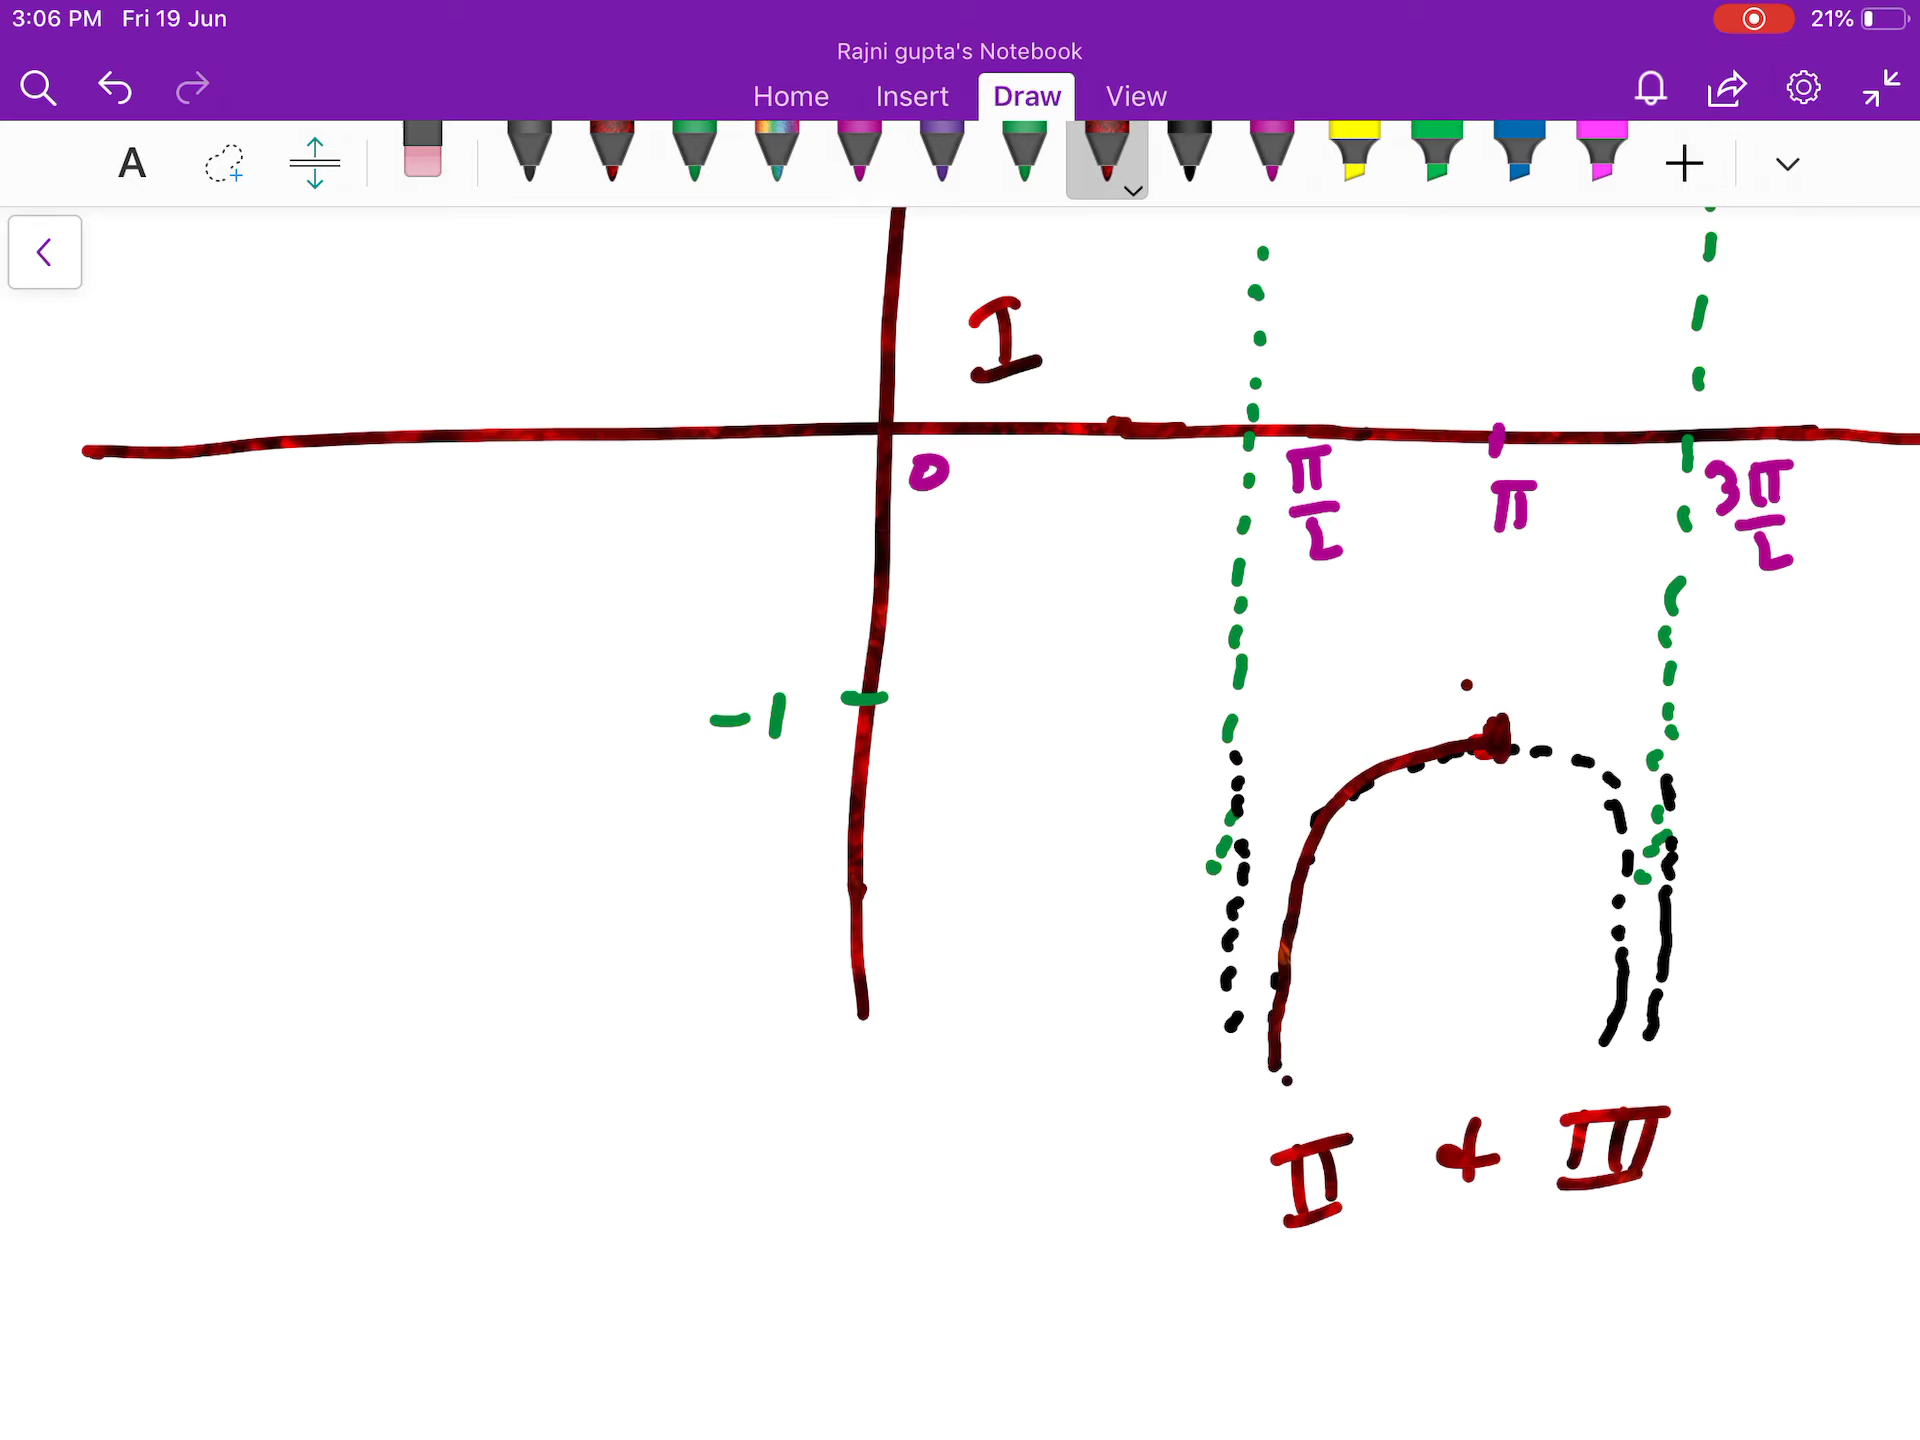 3:06 PM Fri 19 Jun 21%
Rajni gupta's Notebook
Home Insert Draw View
A
I
0
π/2
π
3π/2
-1
II & III